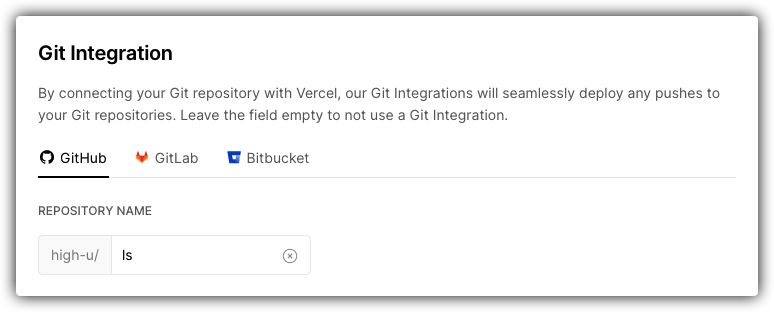 Git Integration
By connecting your Git repository with Vercel, our Git Integrations will seamlessly deploy any pushes to
your Git repositories. Leave the field empty to not use a Git Integration.
GitHub GitLab Bitbucket
REPOSITORY NAME
high-u/ ls